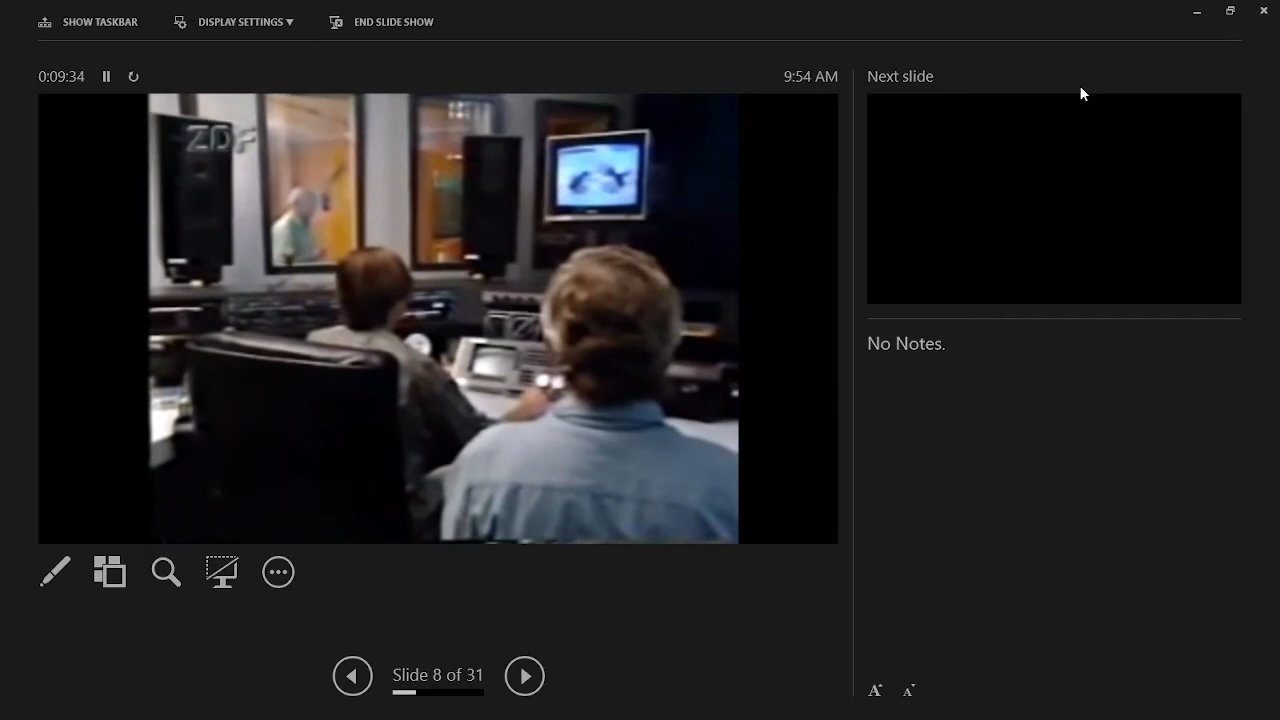 SHOW TASKBAR
DISPLAY SETTINGS ▼
END SLIDE SHOW
0:09:34
9:54 AM
Next slide
ZDF
No Notes.
Slide 8 of 31
A
A